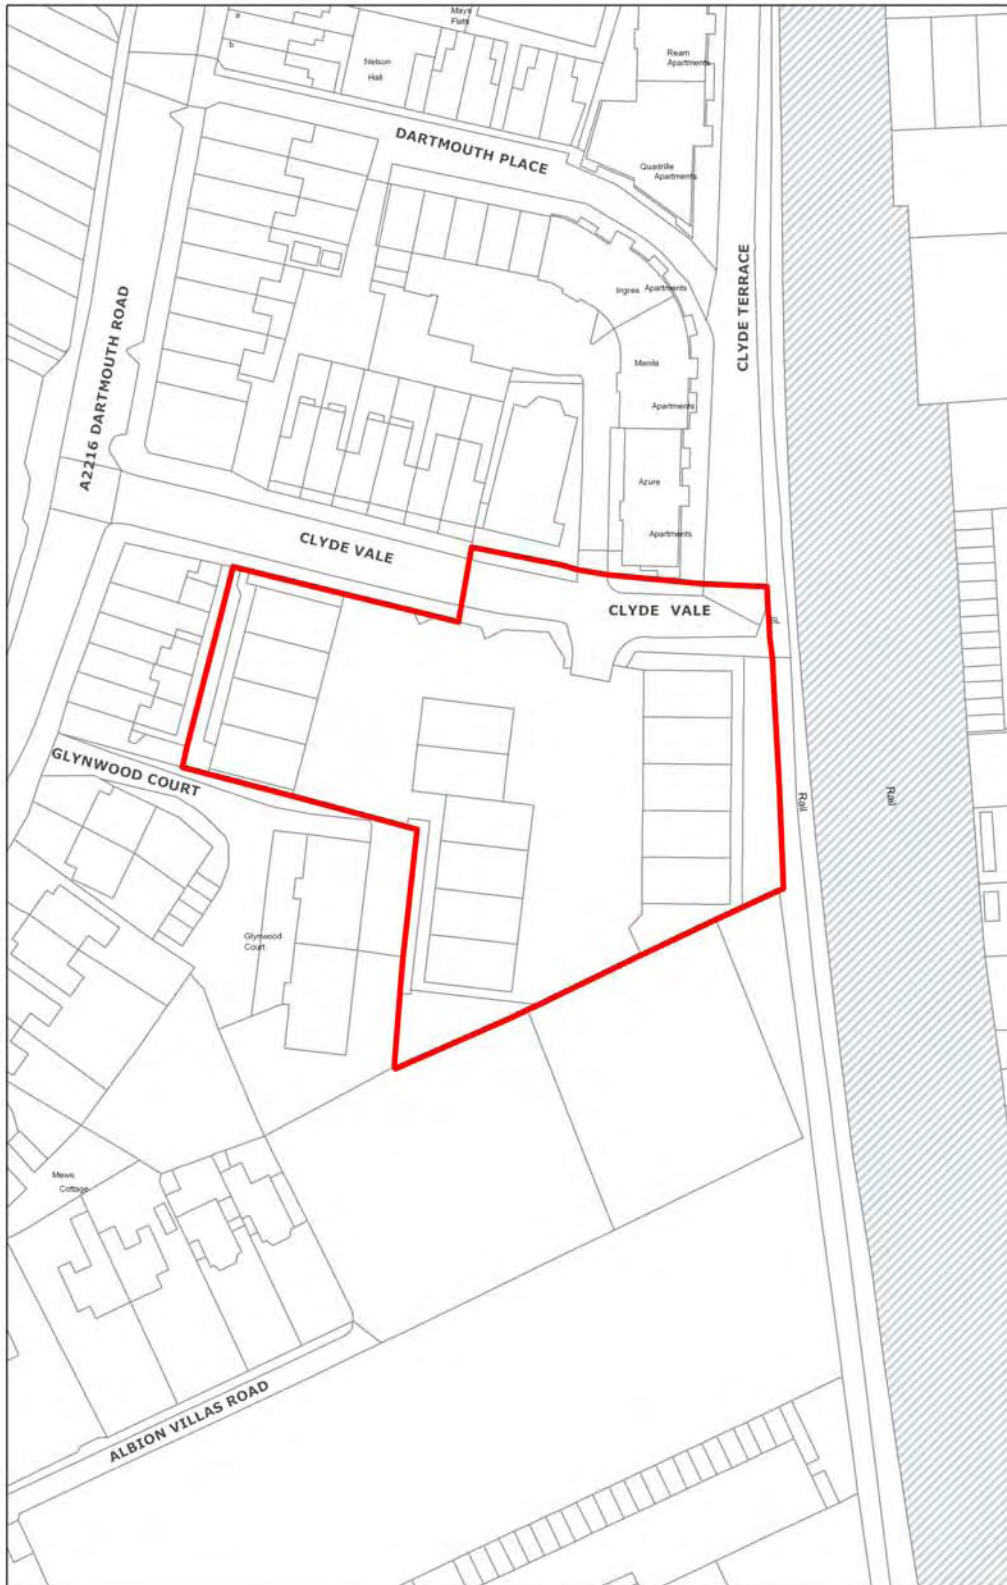 a
Mays
Flats
b
Nelson
Hall
Ream
Apartments
DARTMOUTH PLACE
Quadrille
Apartments
CLYDE TERRACE
Ingres Apartments
A2216 DARTMOUTH ROAD
Manila
Apartments
Azure
Apartments
CLYDE VALE
CLYDE VALE
SL
GLYNWOOD COURT
Rail
Rail
Glynwood
Court
Mews
Cottage
ALBION VILLAS ROAD